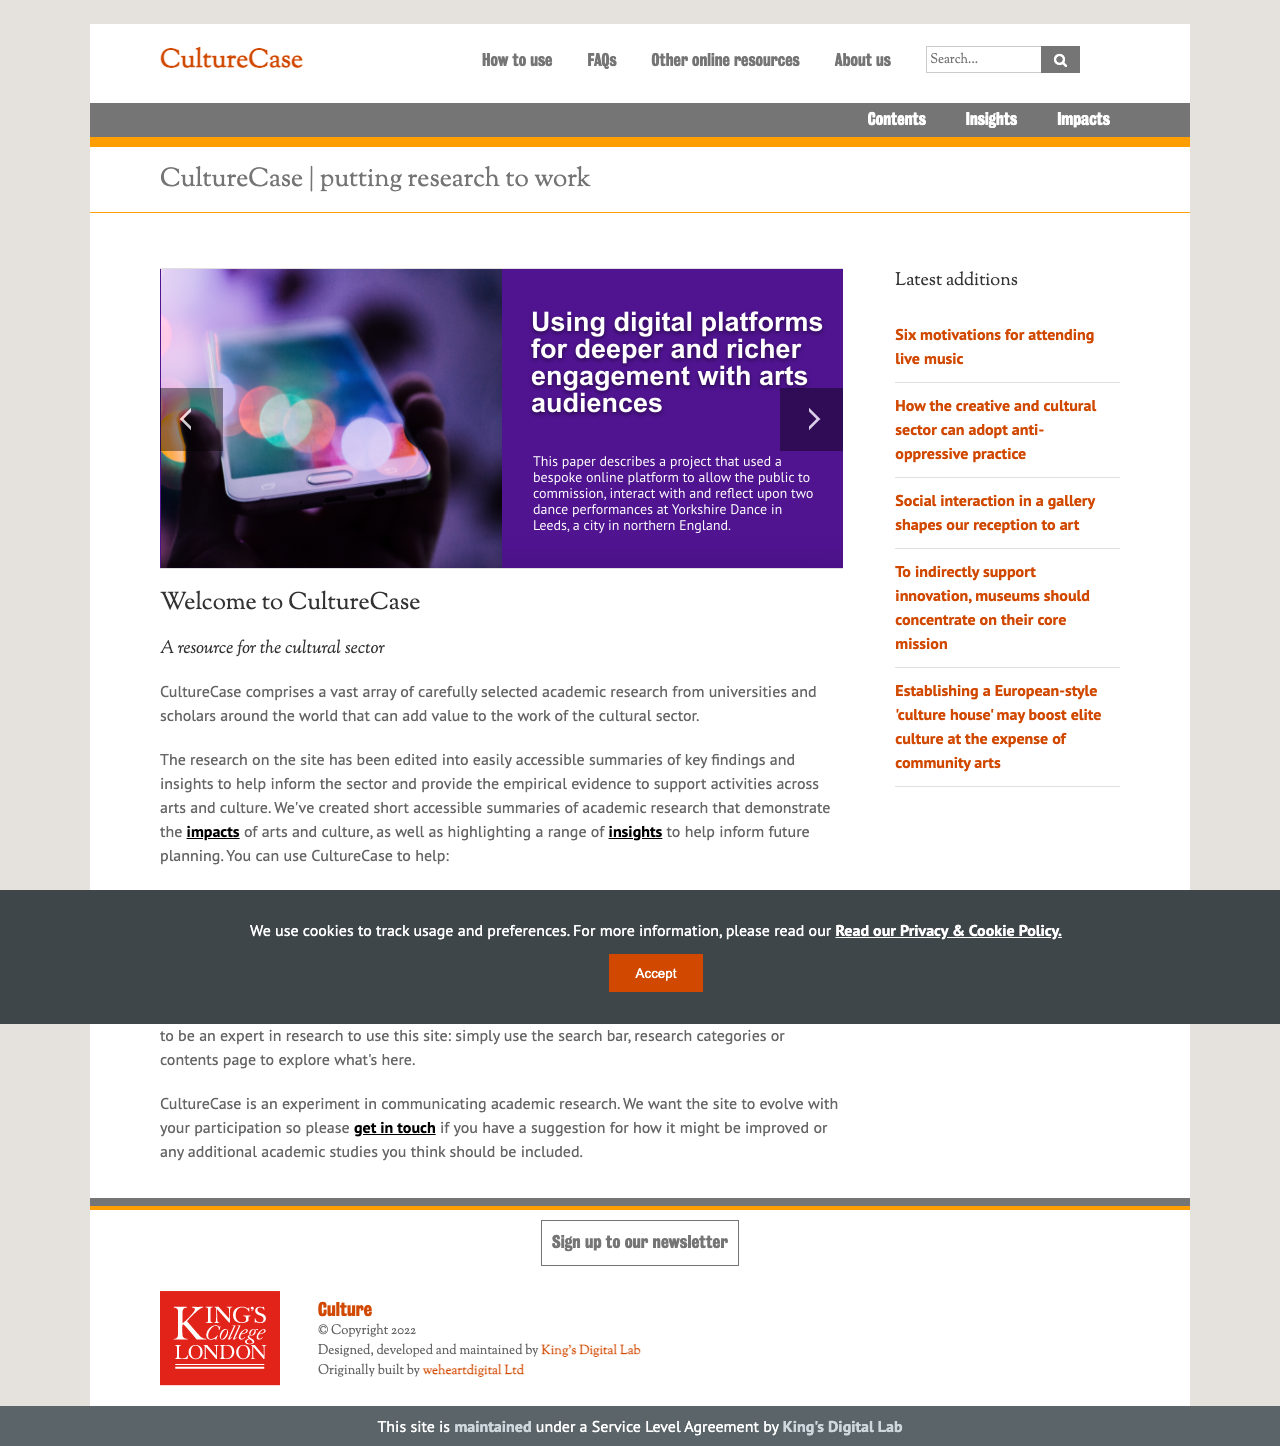 CultureCase
How to use
FAQs
Other online resources
About us
Search...
Contents
Insights
Impacts
CultureCase | putting research to work
Using digital platforms
for deeper and richer
engagement with arts
audiences
This paper describes a project that used a
bespoke online platform to allow the public to
commission, interact with and reflect upon two
dance performances at Yorkshire Dance in
Leeds, a city in northern England.
Latest additions
Six motivations for attending
live music
How the creative and cultural
sector can adopt anti-
oppressive practice
Social interaction in a gallery
shapes our reception to art
To indirectly support
innovation, museums should
concentrate on their core
mission
Establishing a European-style
'culture house' may boost elite
culture at the expense of
community arts
Welcome to CultureCase
A resource for the cultural sector
CultureCase comprises a vast array of carefully selected academic research from universities and
scholars around the world that can add value to the work of the cultural sector.
The research on the site has been edited into easily accessible summaries of key findings and
insights to help inform the sector and provide the empirical evidence to support activities across
arts and culture. We've created short accessible summaries of academic research that demonstrate
the impacts of arts and culture, as well as highlighting a range of insights to help inform future
planning. You can use CultureCase to help:
We use cookies to track usage and preferences. For more information, please read our Read our Privacy & Cookie Policy.
Accept
to be an expert in research to use this site: simply use the search bar, research categories or
contents page to explore what's here.
CultureCase is an experiment in communicating academic research. We want the site to evolve with
your participation so please get in touch if you have a suggestion for how it might be improved or
any additional academic studies you think should be included.
Sign up to our newsletter
KING'S
College
LONDON
Culture
© Copyright 2022
Designed, developed and maintained by King's Digital Lab
Originally built by weheartdigital Ltd
This site is maintained under a Service Level Agreement by King's Digital Lab